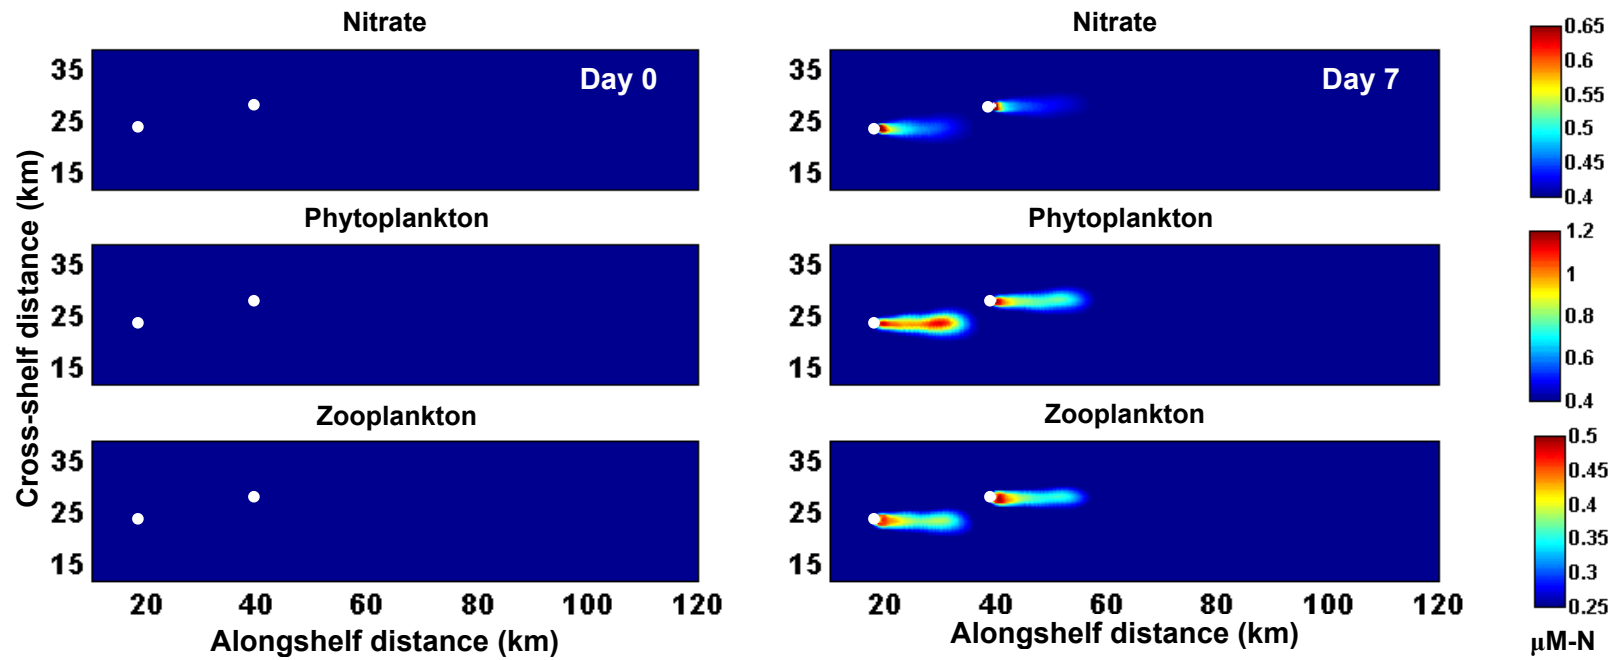 Nitrate
Nitrate
35
25
15
Day 0
35
25
15
Day 7
0.65
0.6
0.55
0.5
0.45
0.4
Phytoplankton
Phytoplankton
35
25
15
35
25
15
1.2
1
0.8
0.6
0.4
Zooplankton
Zooplankton
35
25
15
35
25
15
0.5
0.45
0.4
0.35
0.3
0.25
Cross-shelf distance (km)
20 40 60 80 100 120
20 40 60 80 100 120
Alongshelf distance (km)
Alongshelf distance (km)
µM-N